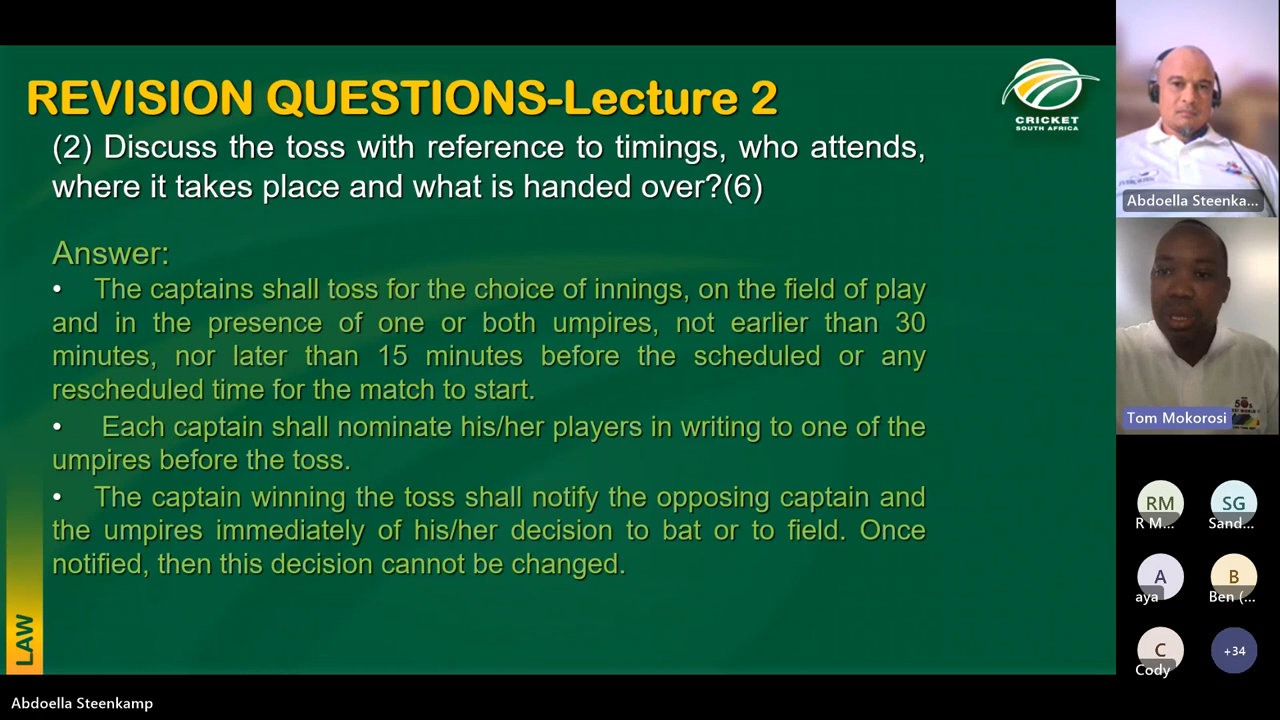 REVISION QUESTIONS-Lecture 2
CRICKET
SOUTH AFRICA
(2) Discuss the toss with reference to timings, who attends,
where it takes place and what is handed over?(6)
Answer:
• The captains shall toss for the choice of innings, on the field of play
and in the presence of one or both umpires, not earlier than 30
minutes, nor later than 15 minutes before the scheduled or any
rescheduled time for the match to start.
• Each captain shall nominate his/her players in writing to one of the
umpires before the toss.
• The captain winning the toss shall notify the opposing captain and
the umpires immediately of his/her decision to bat or to field. Once
notified, then this decision cannot be changed.
LAW
Abdoella Steenkamp
Abdoella Steenka...
Tom Mokorosi
RM
R M...
SG
Sand...
A
aya
B
Ben (...
C
Cody
+34